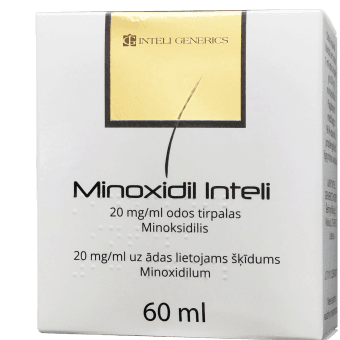 INTELI GENERICS
Minoxidil Inteli
20 mg/ml odos tirpalas
Minoksidilis
20 mg/ml uz ādas lietojams šķīdums
Minoxidilum
60 ml